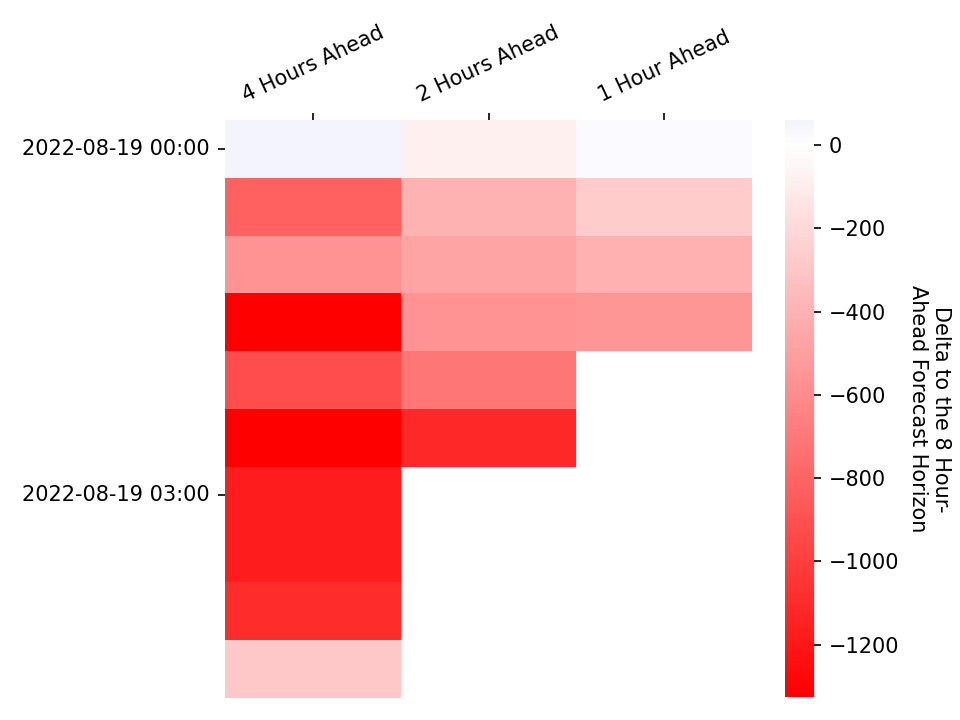 4 Hours Ahead
2 Hours Ahead
1 Hour Ahead
2022-08-19 00:00
2022-08-19 03:00
0
−200
−400
−600
−800
−1000
−1200
Delta to the 8 Hour-
Ahead Forecast Horizon